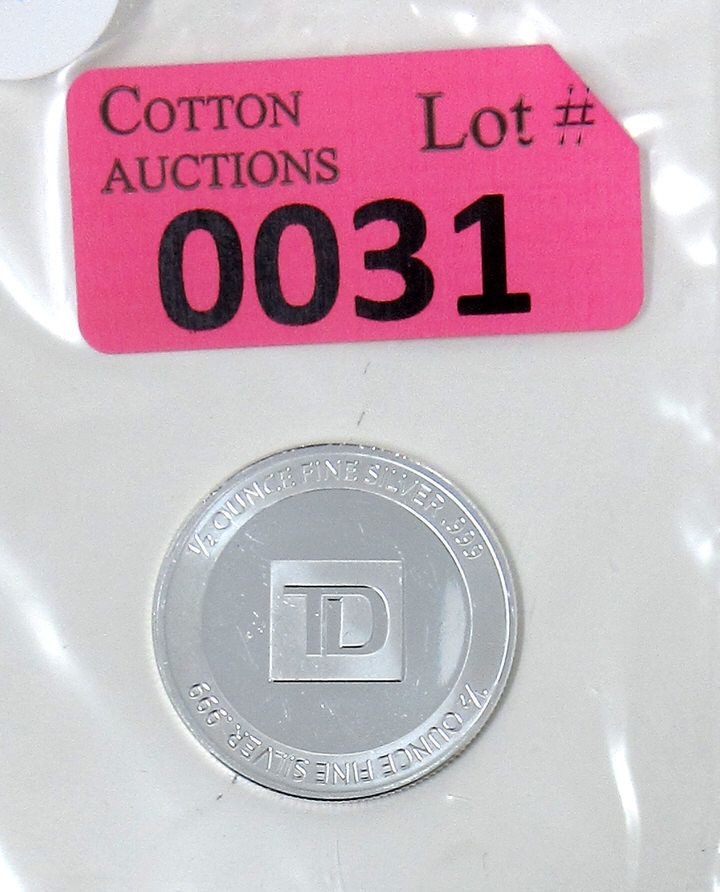 COTTON
AUCTIONS
Lot #
0031
½ OUNCE FINE SILVER .999
TD
½ OUNCE FINE SILVER .999